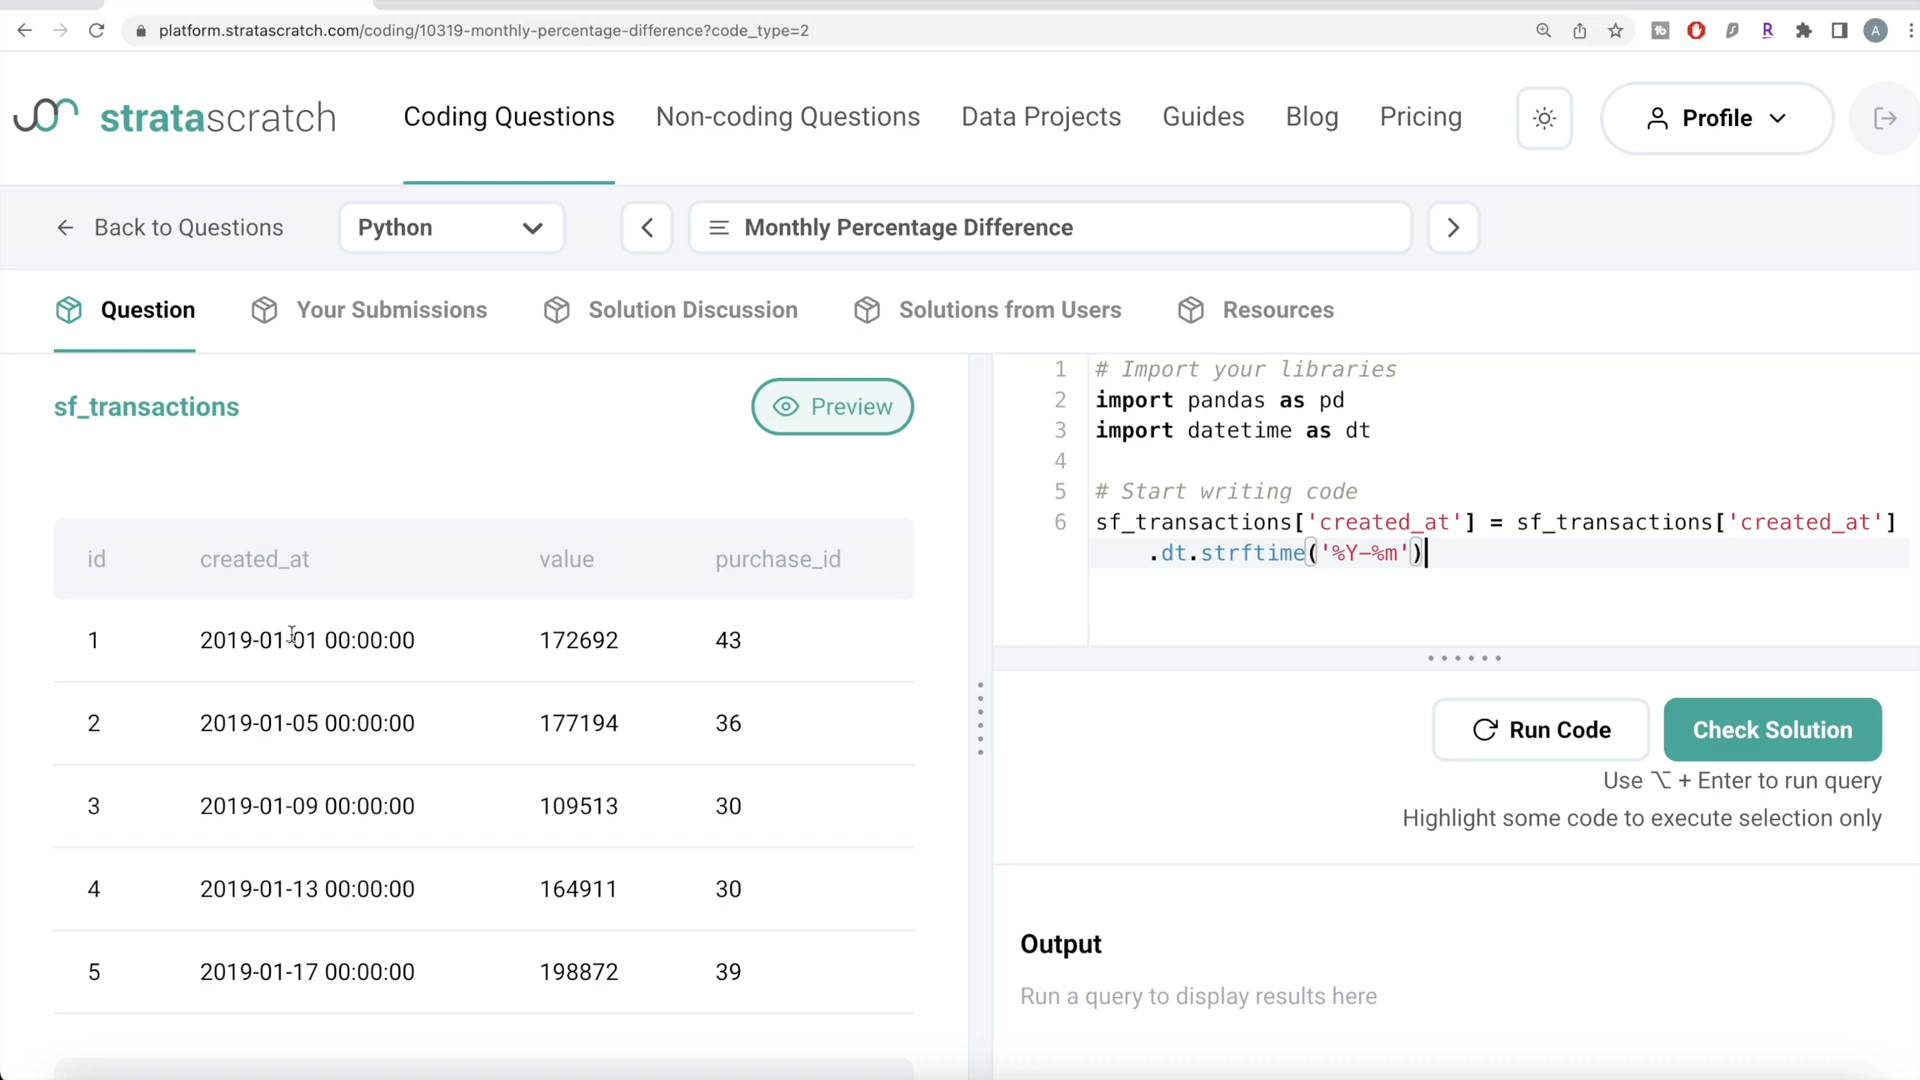 platform.stratascratch.com/coding/10319-monthly-percentage-difference?code_type=2
tb
R
A
stratascratch
Coding Questions
Non-coding Questions
Data Projects
Guides
Blog
Pricing
Profile
Back to Questions
Python
Monthly Percentage Difference
Question
Your Submissions
Solution Discussion
Solutions from Users
Resources
sf_transactions
Preview
id created_at value purchase_id
1 2019-01-01 00:00:00 172692 43
2 2019-01-05 00:00:00 177194 36
3 2019-01-09 00:00:00 109513 30
4 2019-01-13 00:00:00 164911 30
5 2019-01-17 00:00:00 198872 39
1 # Import your libraries
2 import pandas as pd
3 import datetime as dt
4
5 # Start writing code
6 sf_transactions['created_at'] = sf_transactions['created_at']
.dt.strftime('%Y-%m')
Run Code
Check Solution
Use ⌥ + Enter to run query
Highlight some code to execute selection only
Output
Run a query to display results here